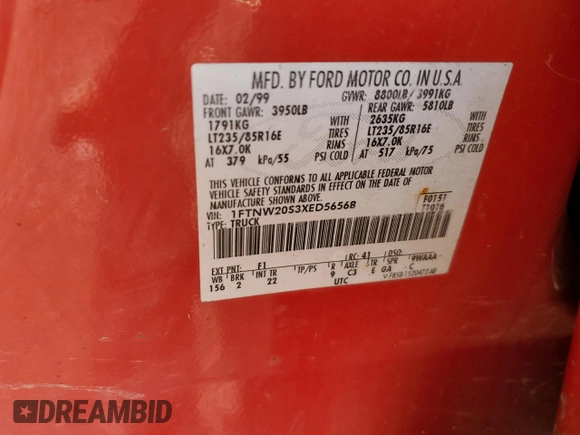 MFD. BY FORD MOTOR CO. IN U.S.A.
DATE: 02/99 GVWR: 8800LB / 3991KG
FRONT GAWR: 3950LB REAR GAWR: 5810LB
1791KG WITH 2635KG WITH
LT235/85R16E TIRES LT235/85R16E TIRES
16X7.0K RIMS 16X7.0K RIMS
AT 379 kPa/55 PSI COLD AT 517 kPa/75 PSI COLD
THIS VEHICLE CONFORMS TO ALL APPLICABLE FEDERAL MOTOR
VEHICLE SAFETY STANDARDS IN EFFECT ON THE DATE OF
MANUFACTURE SHOWN ABOVE.
VIN: 1FTNW20S3XED56568 F0151
TYPE: TRUCK
EXT PNT: E1 RC: 41 DSO:
WB BRK INT TR TP/PS R AXLE TR SPR 9WAAA
156 2 22 9 C3 E GA C
UTC
DREAMBID